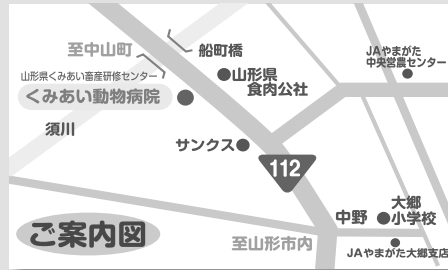 至中山町
船町橋
JAやまがた
中央営農センター
山形県くみあい畜産研修センター
山形県
食肉公社
くみあい動物病院
須川
サンクス
112
大郷
中野
小学校
ご案内図
至山形市内
JAやまがた大郷支店